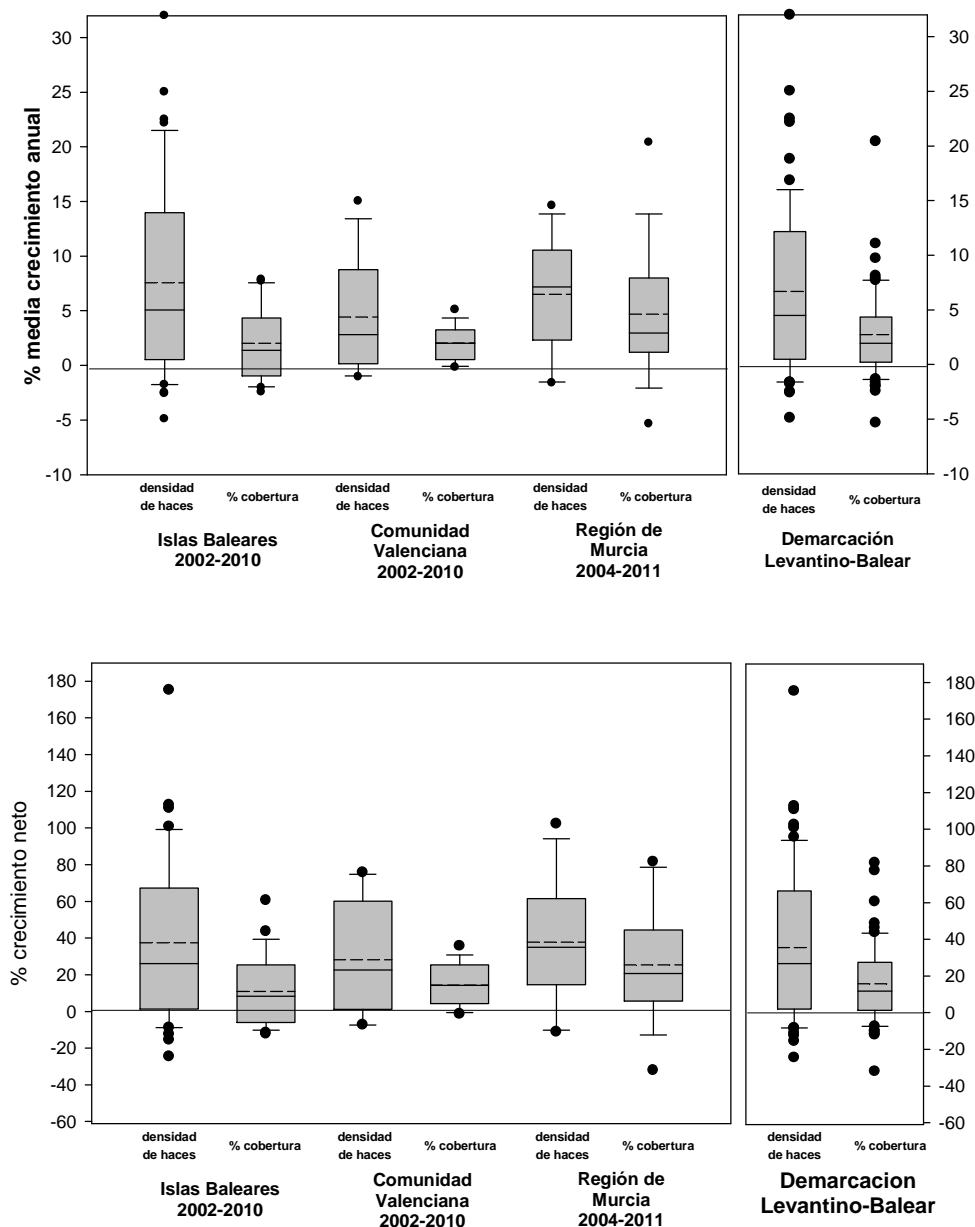 % media crecimiento anual
30
25
20
15
10
5
0
-5
-10
30
25
20
15
10
5
0
-5
-10
densidad
de haces
% cobertura
densidad
de haces
% cobertura
densidad
de haces
% cobertura
densidad
de haces
% cobertura
Islas Baleares
2002-2010
Comunidad
Valenciana
2002-2010
Región de
Murcia
2004-2011
Demarcación
Levantino-Balear
% crecimiento neto
180
160
140
120
100
80
60
40
20
0
-20
-40
-60
180
160
140
120
100
80
60
40
20
0
-20
-40
-60
densidad
de haces
% cobertura
densidad
de haces
% cobertura
densidad
de haces
% cobertura
densidad
de haces
% cobertura
Islas Baleares
2002-2010
Comunidad
Valenciana
2002-2010
Región de
Murcia
2004-2011
Demarcacion
Levantino-Balear